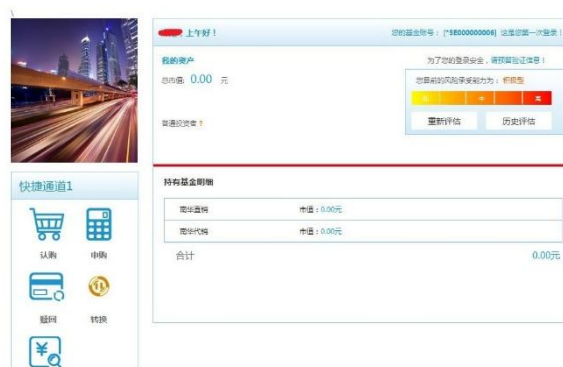 上午好！
您的基金账号：[*5E000000006] 这是您第一次登录！
我的资产
为了您的登录安全，请预留验证信息！
总市值: 0.00 元
您目前的风险承受能力为：积极型
低 中 高
普通投资者
重新评估 历史评估
快捷通道1
持有基金明细
南华直销 市值：0.00元
南华代销 市值：0.00元
合计 0.00元
认购 申购
赎回 转换